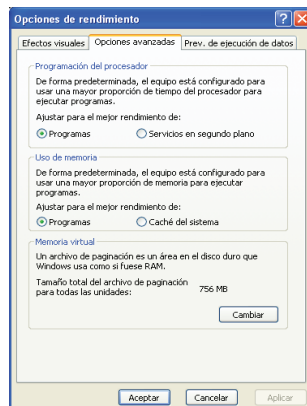 Opciones de rendimiento
Efectos visuales
Opciones avanzadas
Prev. de ejecución de datos
Programación del procesador
De forma predeterminada, el equipo está configurado para
usar una mayor proporción de tiempo del procesador para
ejecutar programas.
Ajustar para el mejor rendimiento de:
Programas
Servicios en segundo plano
Uso de memoria
De forma predeterminada, el equipo está configurado para
usar una mayor proporción de memoria para ejecutar
programas.
Ajustar para el mejor rendimiento de:
Programas
Caché del sistema
Memoria virtual
Un archivo de paginación es un área en el disco duro que
Windows usa como si fuese RAM.
Tamaño total del archivo de paginación
para todas las unidades:
756 MB
Cambiar
Aceptar
Cancelar
Aplicar